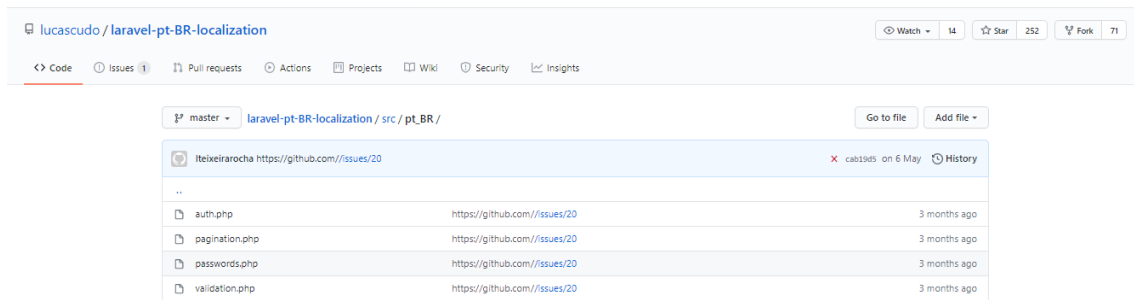 lucascudo / laravel-pt-BR-localization
Watch 14 Star 252 Fork 71
Code Issues 1 Pull requests Actions Projects Wiki Security Insights
master laravel-pt-BR-localization / src / pt_BR / Go to file Add file
lteixeirarocha https://github.com//issues/20 cab19d5 on 6 May History
..
auth.php https://github.com//issues/20 3 months ago
pagination.php https://github.com//issues/20 3 months ago
passwords.php https://github.com//issues/20 3 months ago
validation.php https://github.com//issues/20 3 months ago